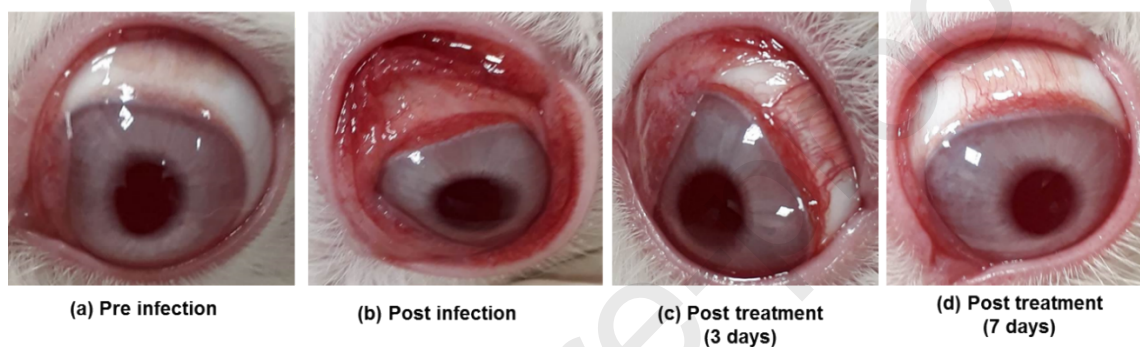 (a) Pre infection
(b) Post infection
(c) Post treatment
(3 days)
(d) Post treatment
(7 days)